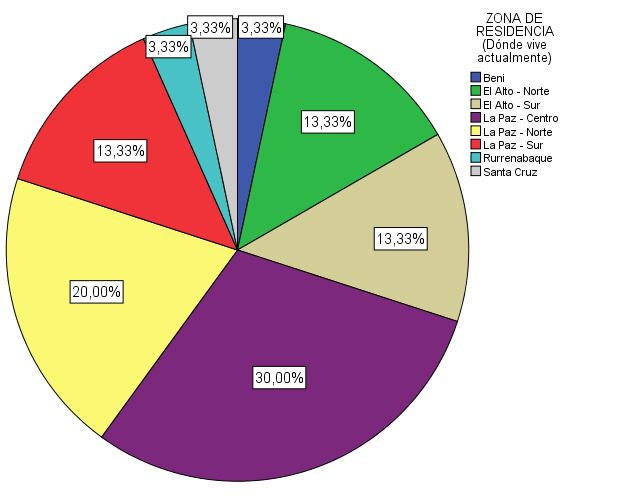 ZONA DE
RESIDENCIA
(Dónde vive
actualmente)
Beni
El Alto - Norte
El Alto - Sur
La Paz - Centro
La Paz - Norte
La Paz - Sur
Rurrenabaque
Santa Cruz
3,33%
3,33%
3,33%
13,33%
13,33%
13,33%
20,00%
30,00%